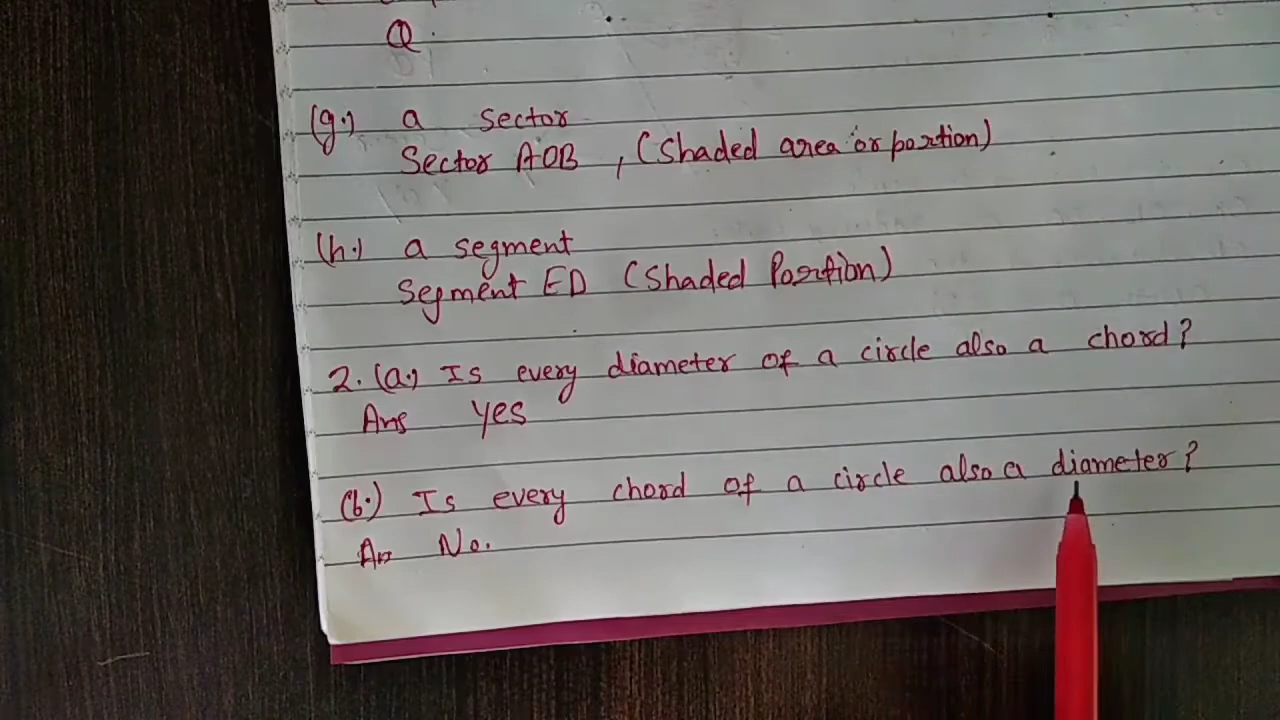 Q.
(g.) a sector
Sector AOB , (shaded area or portion)
(h.) a segment
Segment ED (shaded Portion)
2. (a.) Is every diameter of a circle also a chord?
Ans Yes
(b.) Is every chord of a circle also a diameter?
An No.